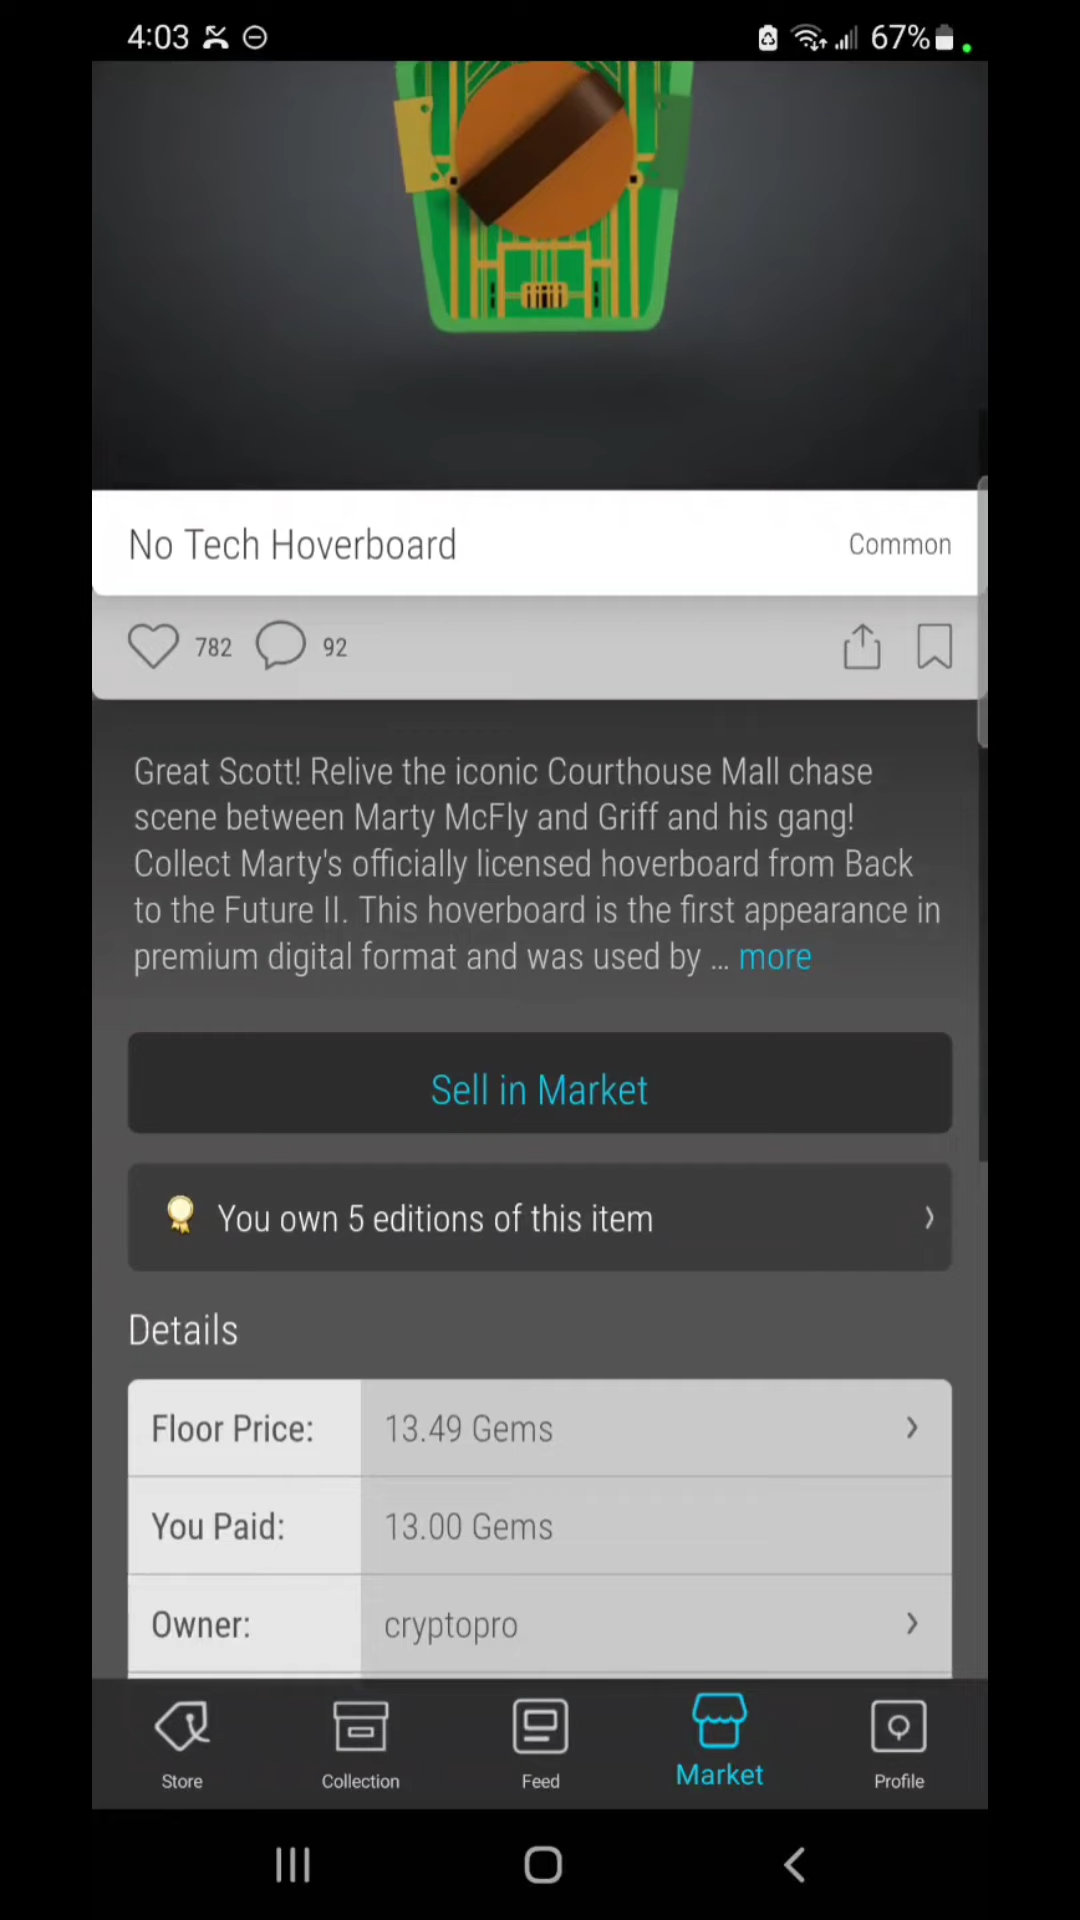 4:03
67%
No Tech Hoverboard
Common
782
92
Great Scott! Relive the iconic Courthouse Mall chase
scene between Marty McFly and Griff and his gang!
Collect Marty's officially licensed hoverboard from Back
to the Future II. This hoverboard is the first appearance in
premium digital format and was used by ... more
Sell in Market
You own 5 editions of this item
Details
Floor Price: 13.49 Gems
You Paid: 13.00 Gems
Owner: cryptopro
Store
Collection
Feed
Market
Profile